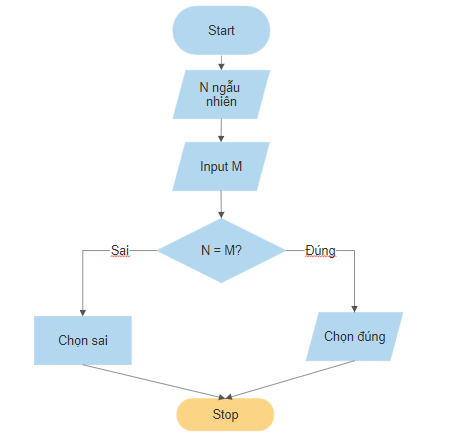 Start
N ngẫu
nhiên
Input M
N = M?
Sai
Đúng
Chọn sai
Chọn đúng
Stop